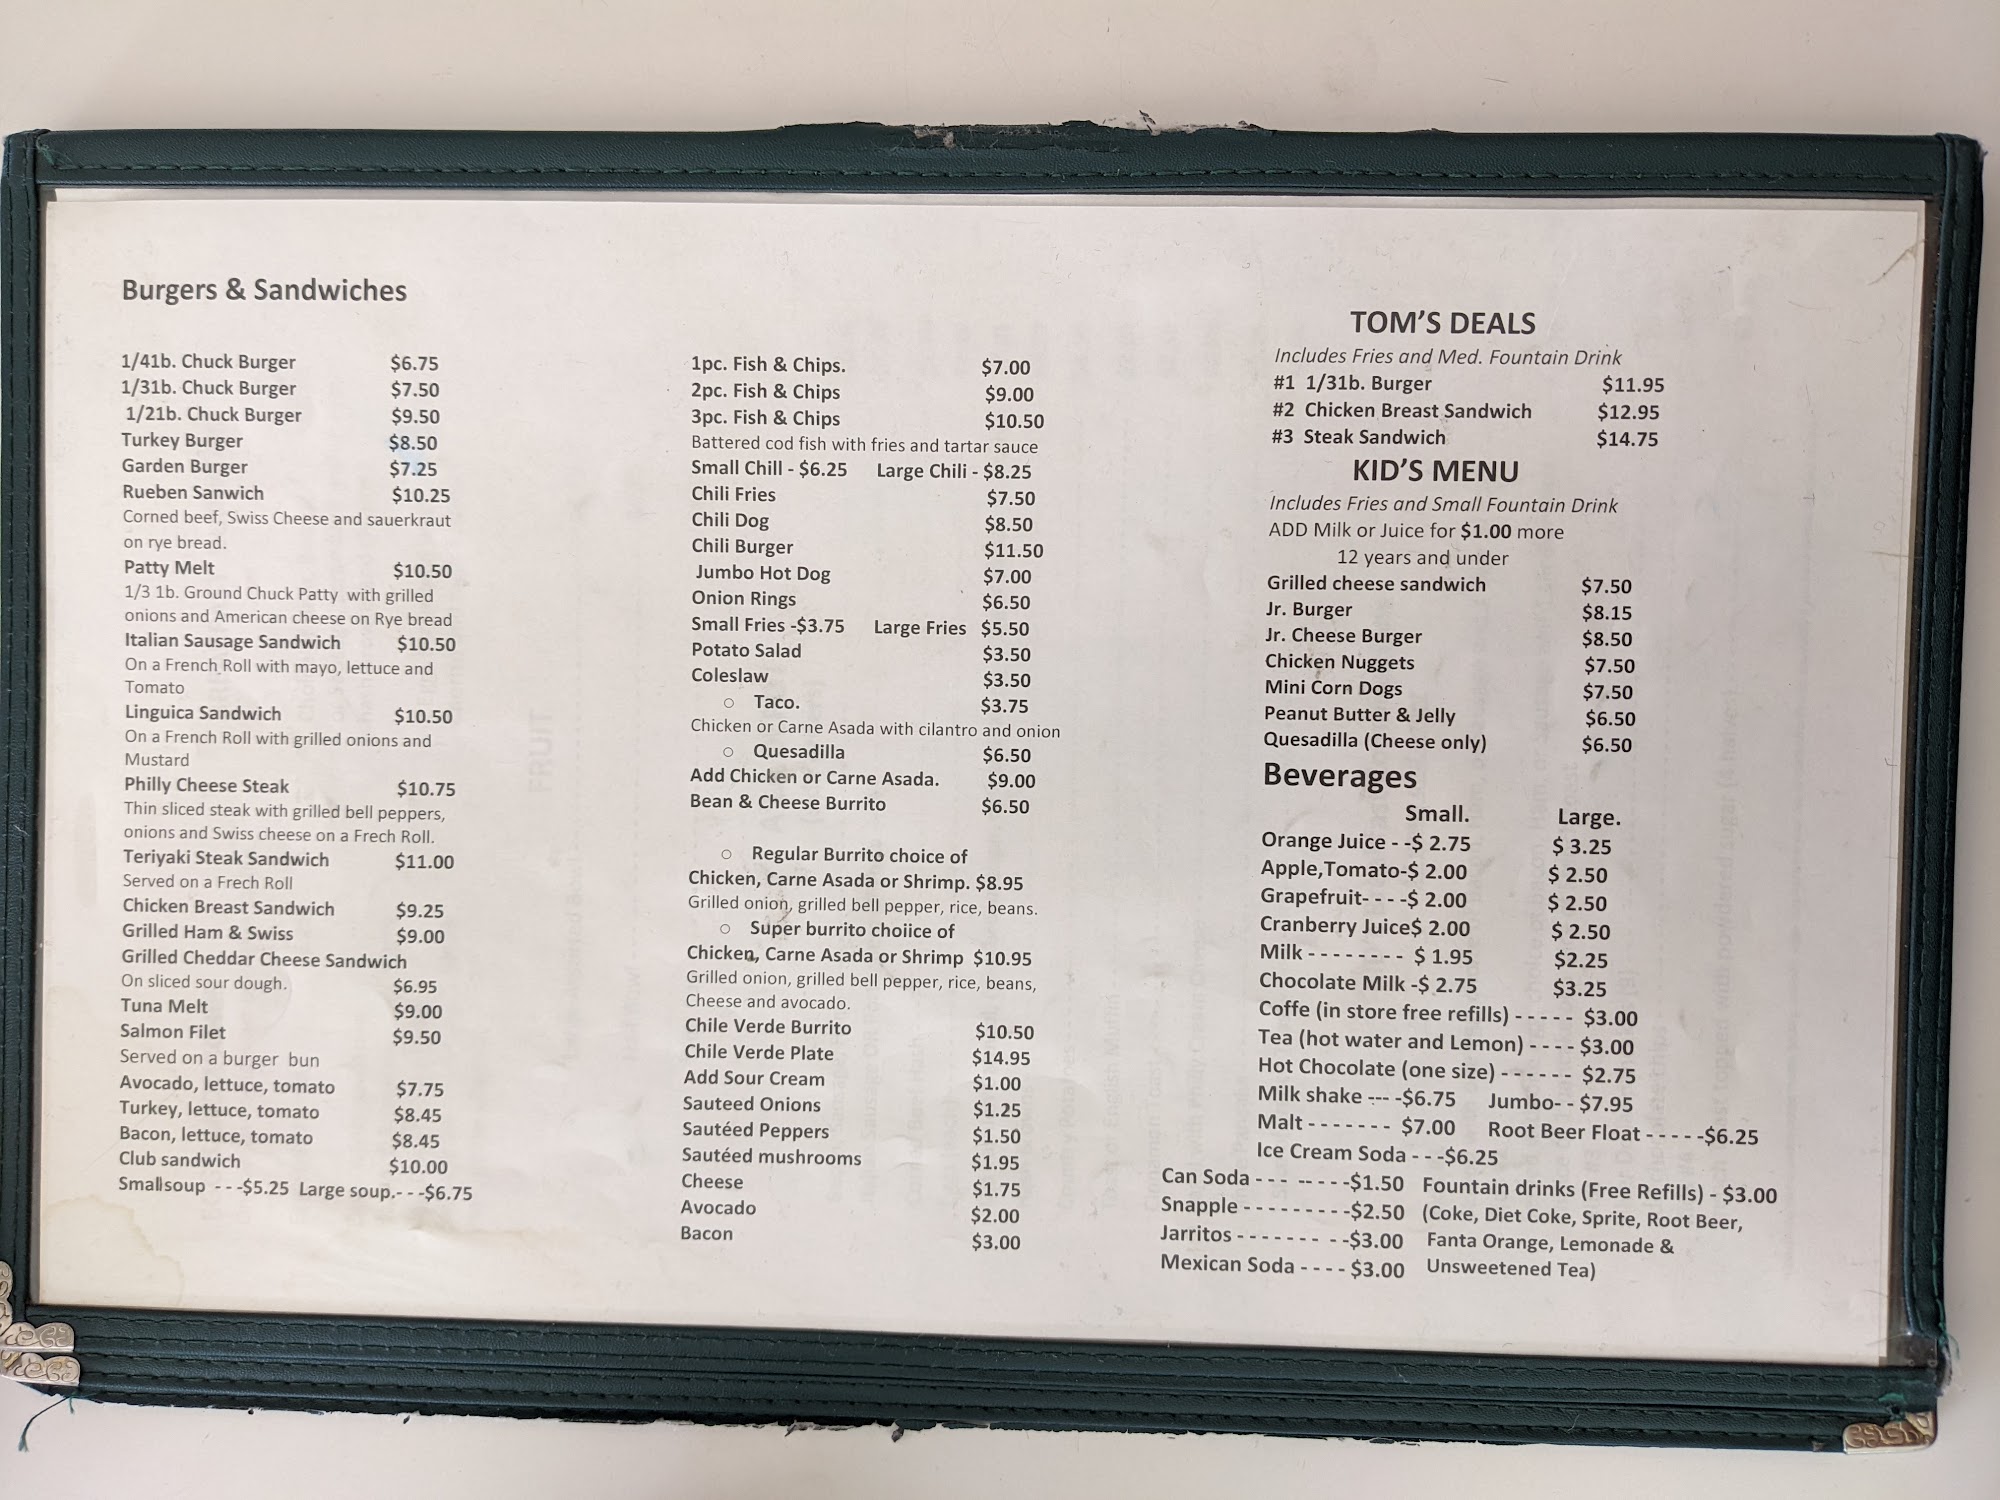 Burgers & Sandwiches
1/41b. Chuck Burger $6.75
1/31b. Chuck Burger $7.50
1/21b. Chuck Burger $9.50
Turkey Burger $8.50
Garden Burger $7.25
Rueben Sanwich $10.25
Corned beef, Swiss Cheese and sauerkraut
on rye bread.
Patty Melt $10.50
1/3 1b. Ground Chuck Patty with grilled
onions and American cheese on Rye bread
Italian Sausage Sandwich $10.50
On a French Roll with mayo, lettuce and
Tomato
Linguica Sandwich $10.50
On a French Roll with grilled onions and
Mustard
Philly Cheese Steak $10.75
Thin sliced steak with grilled bell peppers,
onions and Swiss cheese on a Frech Roll.
Teriyaki Steak Sandwich $11.00
Served on a Frech Roll
Chicken Breast Sandwich $9.25
Grilled Ham & Swiss $9.00
Grilled Cheddar Cheese Sandwich
On sliced sour dough. $6.95
Tuna Melt $9.00
Salmon Filet $9.50
Served on a burger bun
Avocado, lettuce, tomato $7.75
Turkey, lettuce, tomato $8.45
Bacon, lettuce, tomato $8.45
Club sandwich $10.00
Smallsoup - - -$5.25 Large soup.- - -$6.75
1pc. Fish & Chips. $7.00
2pc. Fish & Chips $9.00
3pc. Fish & Chips $10.50
Battered cod fish with fries and tartar sauce
Small Chill - $6.25 Large Chili - $8.25
Chili Fries $7.50
Chili Dog $8.50
Chili Burger $11.50
Jumbo Hot Dog $7.00
Onion Rings $6.50
Small Fries -$3.75 Large Fries $5.50
Potato Salad $3.50
Coleslaw $3.50
○ Taco. $3.75
Chicken or Carne Asada with cilantro and onion
○ Quesadilla $6.50
Add Chicken or Carne Asada. $9.00
Bean & Cheese Burrito $6.50
○ Regular Burrito choice of
Chicken, Carne Asada or Shrimp. $8.95
Grilled onion, grilled bell pepper, rice, beans.
○ Super burrito choiice of
Chicken, Carne Asada or Shrimp $10.95
Grilled onion, grilled bell pepper, rice, beans,
Cheese and avocado.
Chile Verde Burrito $10.50
Chile Verde Plate $14.95
Add Sour Cream $1.00
Sauteed Onions $1.25
Sautéed Peppers $1.50
Sautéed mushrooms $1.95
Cheese $1.75
Avocado $2.00
Bacon $3.00
TOM'S DEALS
Includes Fries and Med. Fountain Drink
#1 1/31b. Burger $11.95
#2 Chicken Breast Sandwich $12.95
#3 Steak Sandwich $14.75
KID'S MENU
Includes Fries and Small Fountain Drink
ADD Milk or Juice for $1.00 more
12 years and under
Grilled cheese sandwich $7.50
Jr. Burger $8.15
Jr. Cheese Burger $8.50
Chicken Nuggets $7.50
Mini Corn Dogs $7.50
Peanut Butter & Jelly $6.50
Quesadilla (Cheese only) $6.50
Beverages
Small. Large.
Orange Juice - -$ 2.75 $ 3.25
Apple,Tomato-$ 2.00 $ 2.50
Grapefruit- - - -$ 2.00 $ 2.50
Cranberry Juice$ 2.00 $ 2.50
Milk - - - - - - - - $ 1.95 $2.25
Chocolate Milk -$ 2.75 $3.25
Coffe (in store free refills) - - - - - $3.00
Tea (hot water and Lemon) - - - - $3.00
Hot Chocolate (one size) - - - - - - $2.75
Milk shake --- -$6.75 Jumbo- - $7.95
Malt - - - - - - - $7.00 Root Beer Float - - - - -$6.25
Ice Cream Soda - - -$6.25
Can Soda - - - -- - - -$1.50 Fountain drinks (Free Refills) - $3.00
Snapple - - - - - - - - -$2.50 (Coke, Diet Coke, Sprite, Root Beer,
Jarritos - - - - - - - - -$3.00 Fanta Orange, Lemonade &
Mexican Soda - - - - $3.00 Unsweetened Tea)